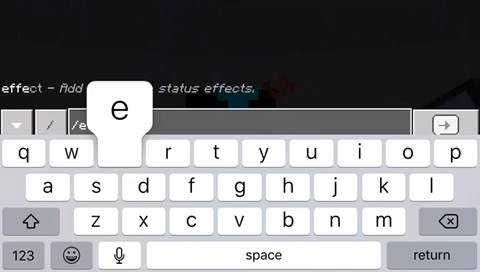 effect - Add status effects.
/ /e
e
q w r t y u i o p
a s d f g h j k l
z x c v b n m
123 space return